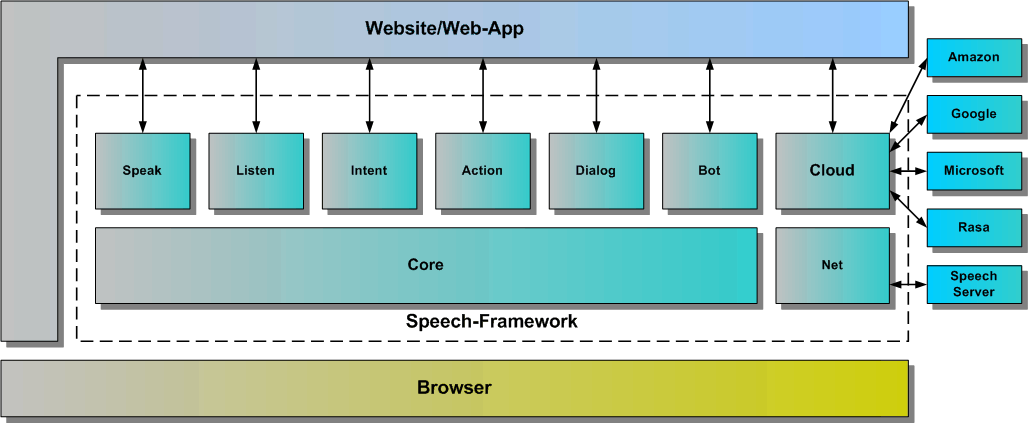 Website/Web-App
Amazon
Google
Microsoft
Rasa
Speech
Server
Speak
Listen
Intent
Action
Dialog
Bot
Cloud
Core
Net
Speech-Framework
Browser